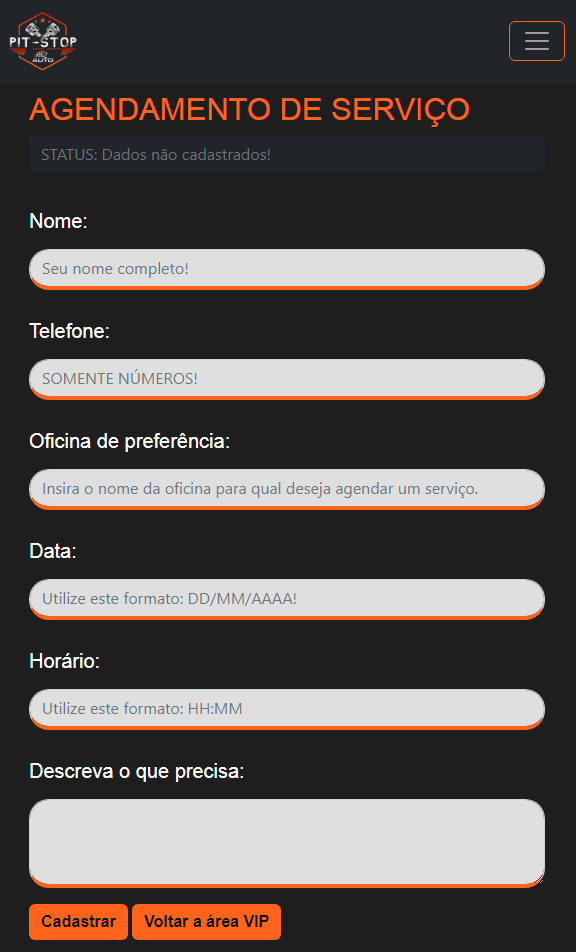 PIT-STOP
AUTO
AGENDAMENTO DE SERVIÇO
STATUS: Dados não cadastrados!
Nome:
Seu nome completo!
Telefone:
SOMENTE NÚMEROS!
Oficina de preferência:
Insira o nome da oficina para qual deseja agendar um serviço.
Data:
Utilize este formato: DD/MM/AAAA!
Horário:
Utilize este formato: HH:MM
Descreva o que precisa:
Cadastrar Voltar a área VIP